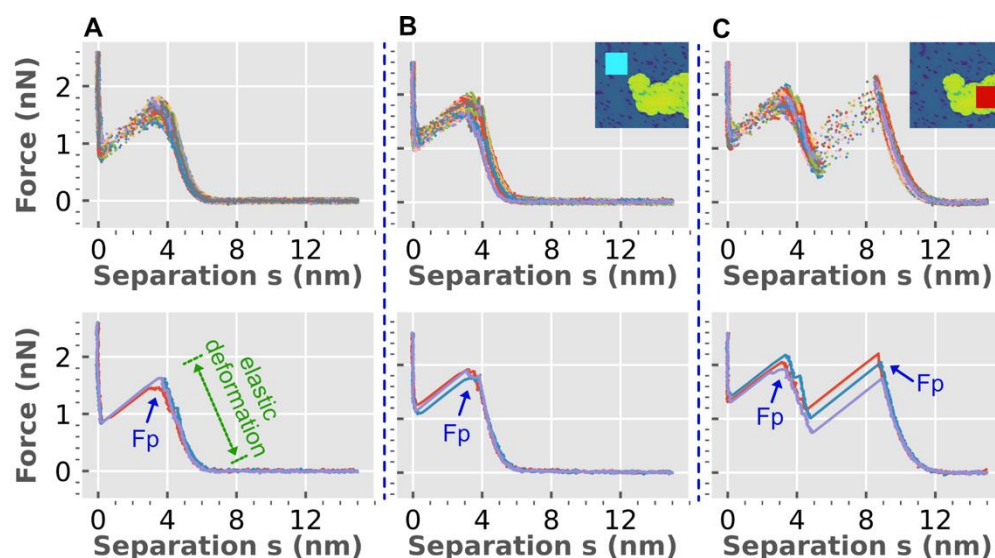 A
B
C
Force (nN)
2
1
0
0 4 8 12
0 4 8 12
0 4 8 12
Separation s (nm)
Separation s (nm)
Separation s (nm)
Force (nN)
2
1
0
elastic
deformation
Fp
Fp
Fp
Fp
0 4 8 12
0 4 8 12
0 4 8 12
Separation s (nm)
Separation s (nm)
Separation s (nm)